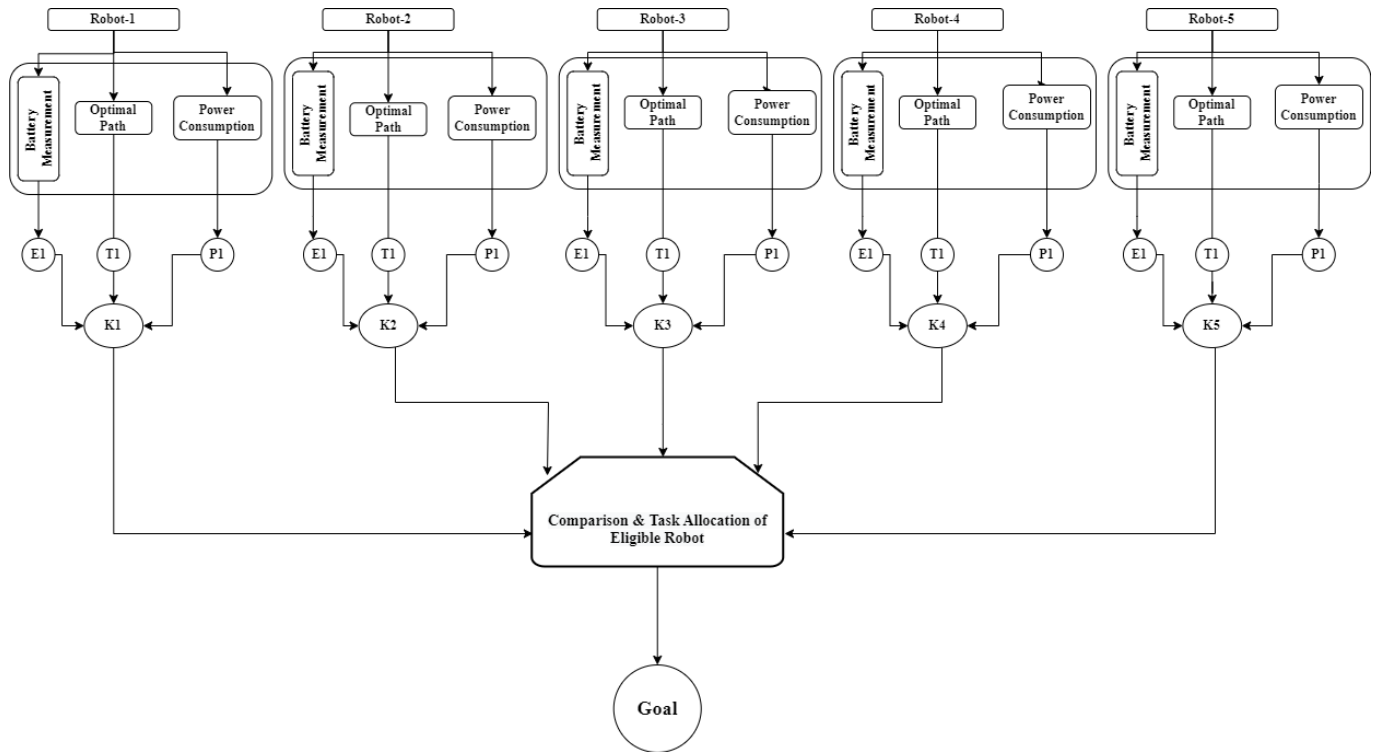 Robot-1
Robot-2
Robot-3
Robot-4
Robot-5
Battery
Measurement
Optimal
Path
Power
Consumption
Battery
Measurement
Optimal
Path
Power
Consumption
Battery
Measurement
Optimal
Path
Power
Consumption
Battery
Measurement
Optimal
Path
Power
Consumption
Battery
Measurement
Optimal
Path
Power
Consumption
E1
T1
P1
E1
T1
P1
E1
T1
P1
E1
T1
P1
E1
T1
P1
K1
K2
K3
K4
K5
Comparison & Task Allocation of
Eligible Robot
Goal